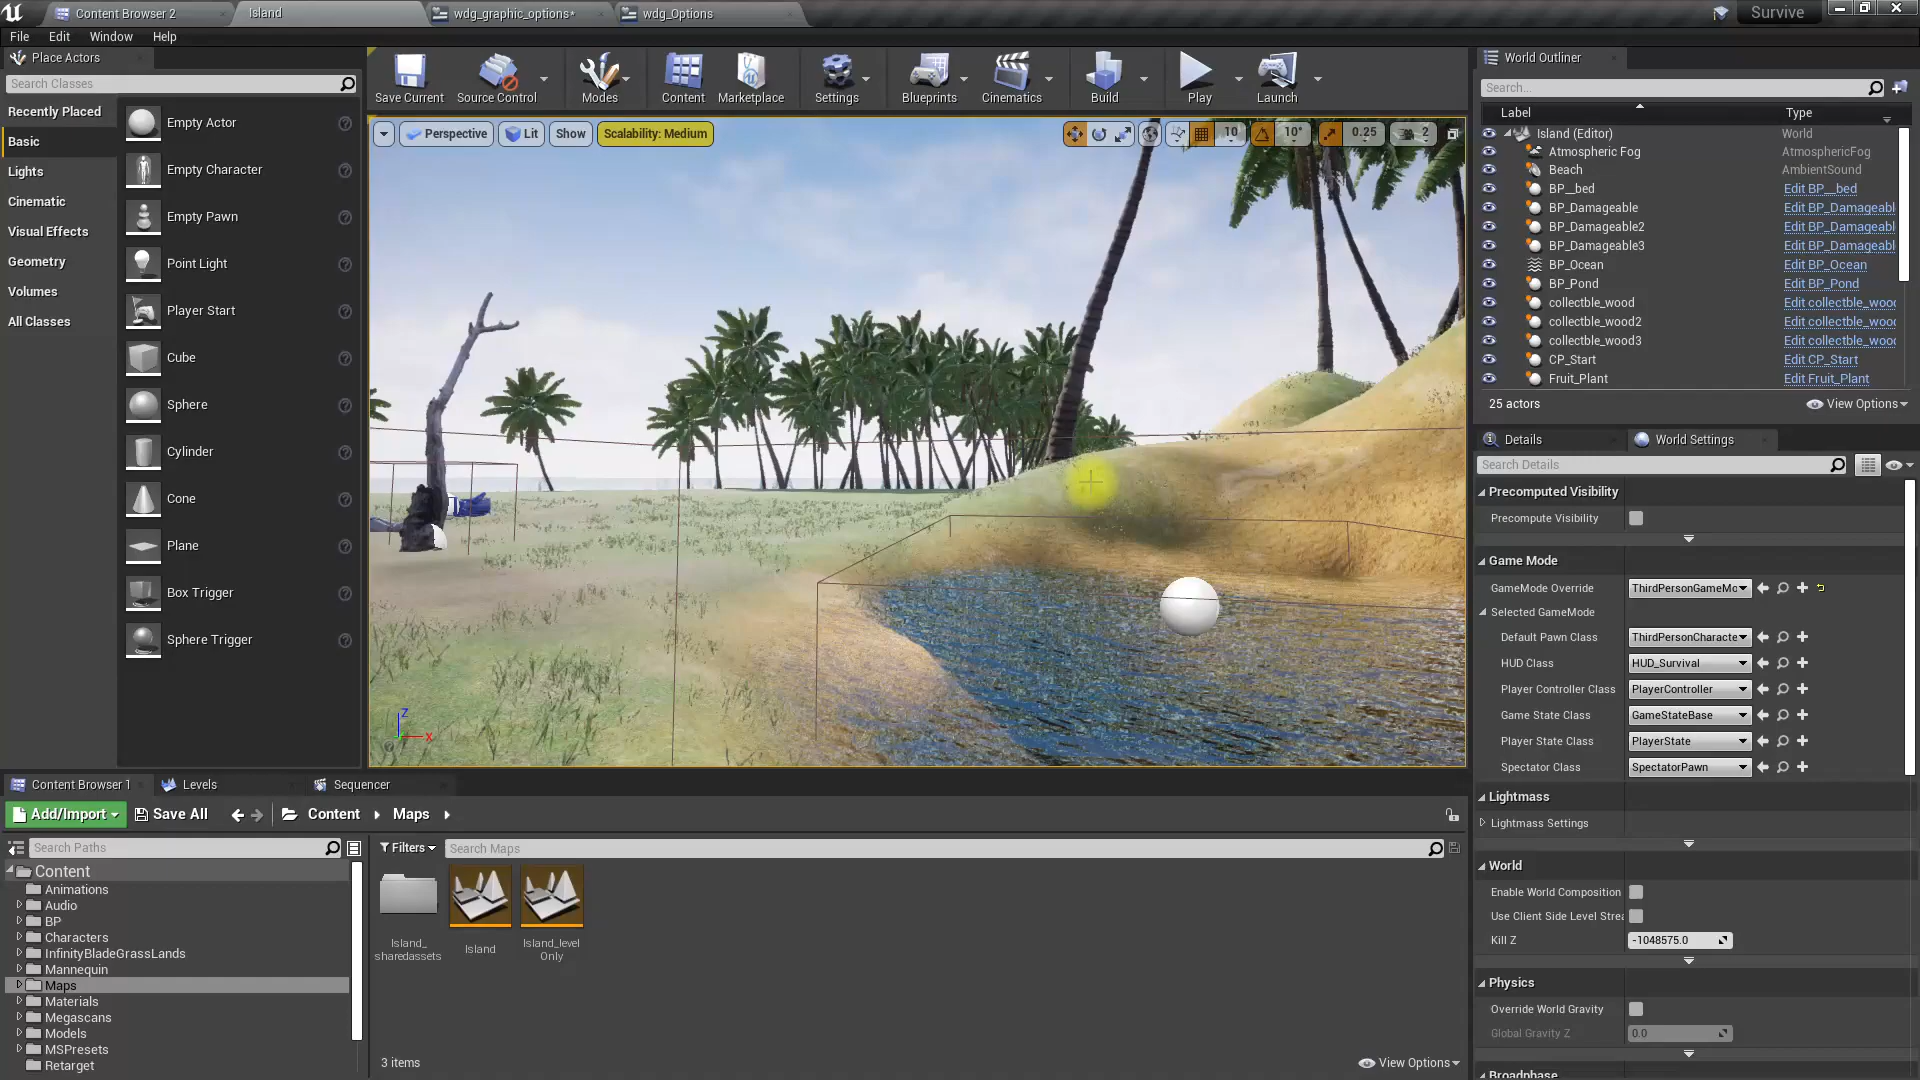 Content Browser 2
Island
wdg_graphic_options*
wdg_Options
Survive
File
Edit
Window
Help
Place Actors
Search Classes
Recently Placed
Basic
Lights
Cinematic
Visual Effects
Geometry
Volumes
All Classes
Empty Actor
Empty Character
Empty Pawn
Point Light
Player Start
Cube
Sphere
Cylinder
Cone
Plane
Box Trigger
Sphere Trigger
Save Current
Source Control
Modes
Content
Marketplace
Settings
Blueprints
Cinematics
Build
Play
Launch
Perspective
Lit
Show
Scalability: Medium
10
10°
0.25
2
Z
X
World Outliner
Search...
Label
Type
Island (Editor)
World
Atmospheric Fog
AtmosphericFog
Beach
AmbientSound
BP__bed
Edit BP__bed
BP_Damageable
Edit BP_Damageabl
BP_Damageable2
Edit BP_Damageabl
BP_Damageable3
Edit BP_Damageabl
BP_Ocean
Edit BP_Ocean
BP_Pond
Edit BP_Pond
collectble_wood
Edit collectble_wood
collectble_wood2
Edit collectble_wood
collectble_wood3
Edit collectble_wood
CP_Start
Edit CP_Start
Fruit_Plant
Edit Fruit_Plant
25 actors
View Options
Details
World Settings
Search Details
Precomputed Visibility
Precompute Visibility
Game Mode
GameMode Override
ThirdPersonGameMo
Selected GameMode
Default Pawn Class
ThirdPersonCharacte
HUD Class
HUD_Survival
Player Controller Class
PlayerController
Game State Class
GameStateBase
Player State Class
PlayerState
Spectator Class
SpectatorPawn
Lightmass
Lightmass Settings
World
Enable World Composition
Use Client Side Level Strea
Kill Z
-1048575.0
Physics
Override World Gravity
Global Gravity Z
0.0
Broadphase
Content Browser 1
Levels
Sequencer
Add/Import
Save All
Content
Maps
Search Paths
Filters
Search Maps
Content
Animations
Audio
BP
Characters
InfinityBladeGrassLands
Mannequin
Maps
Materials
Megascans
Models
MSPresets
Retarget
Island_
sharedassets
Island
Island_level
Only
3 items
View Options